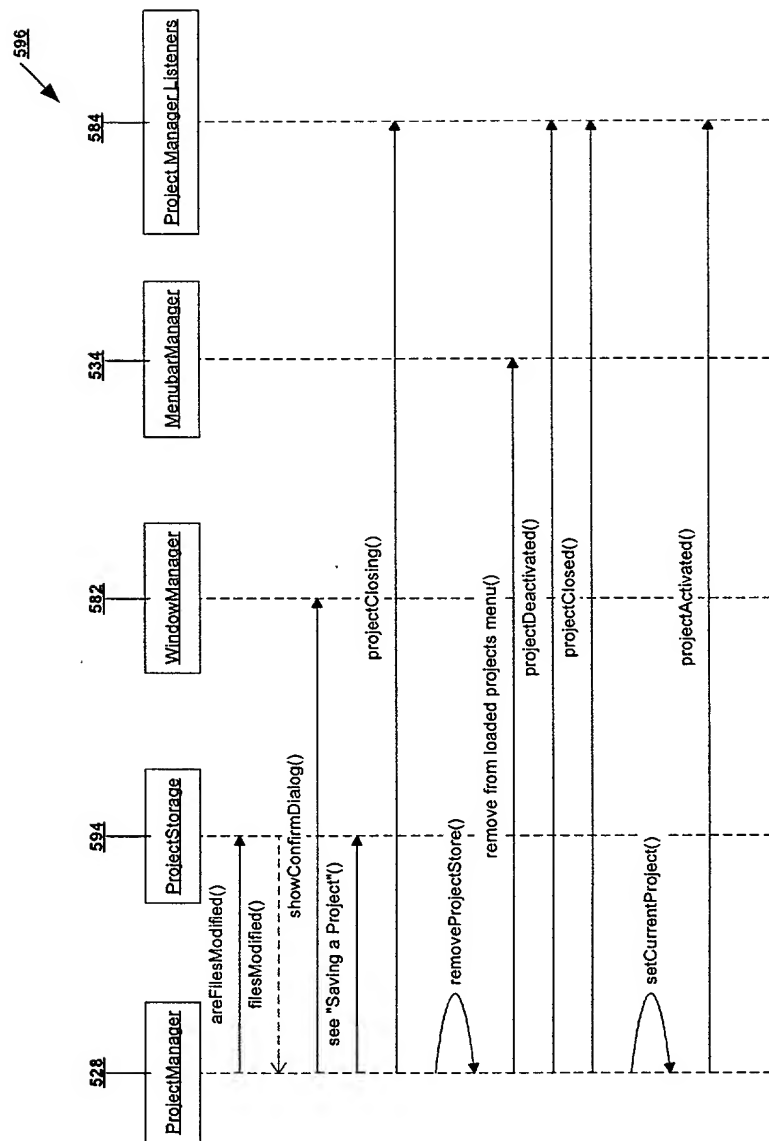 596
528
594
582
534
584
ProjectManager
ProjectStorage
WindowManager
MenubarManager
Project Manager Listeners
areFilesModified()
filesModified()
showConfirmDialog()
see "Saving a Project"()
projectClosing()
removeProjectStore()
remove from loaded projects menu()
projectDeactivated()
projectClosed()
setCurrentProject()
projectActivated()